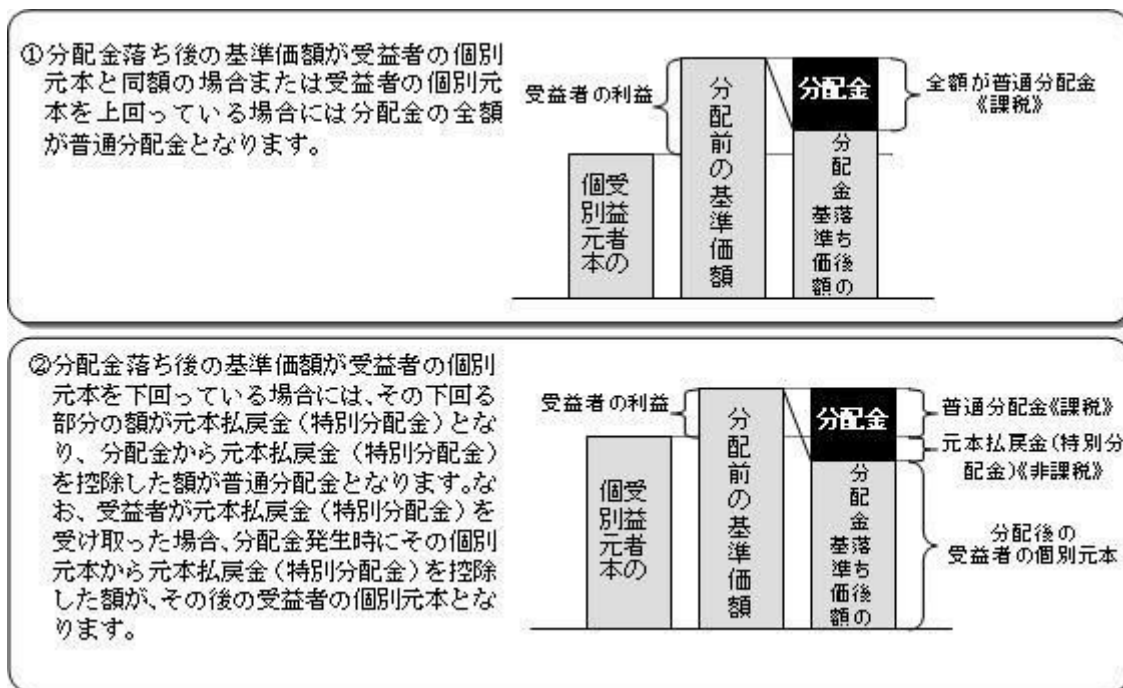 ①分配金落ち後の基準価額が受益者の個別
元本と同額の場合または受益者の個別元
本を上回っている場合には分配金の全額
が普通分配金となります。
受益者の利益
受益者の
個別元本
分配前の基準価額
分配金
分配金落ち後の
基準価額
全額が普通分配金
《課税》
②分配金落ち後の基準価額が受益者の個別
元本を下回っている場合には、その下回る
部分の額が元本払戻金(特別分配金)とな
り、分配金から元本払戻金(特別分配金)
を控除した額が普通分配金となります。な
お、受益者が元本払戻金(特別分配金)を
受け取った場合、分配金発生時にその個別
元本から元本払戻金(特別分配金)を控除
した額が、その後の受益者の個別元本とな
ります。
受益者の利益
受益者の
個別元本
分配前の基準価額
分配金
分配金落ち後の
基準価額
普通分配金《課税》
元本払戻金(特別分
配金)《非課税》
分配後の
受益者の個別元本